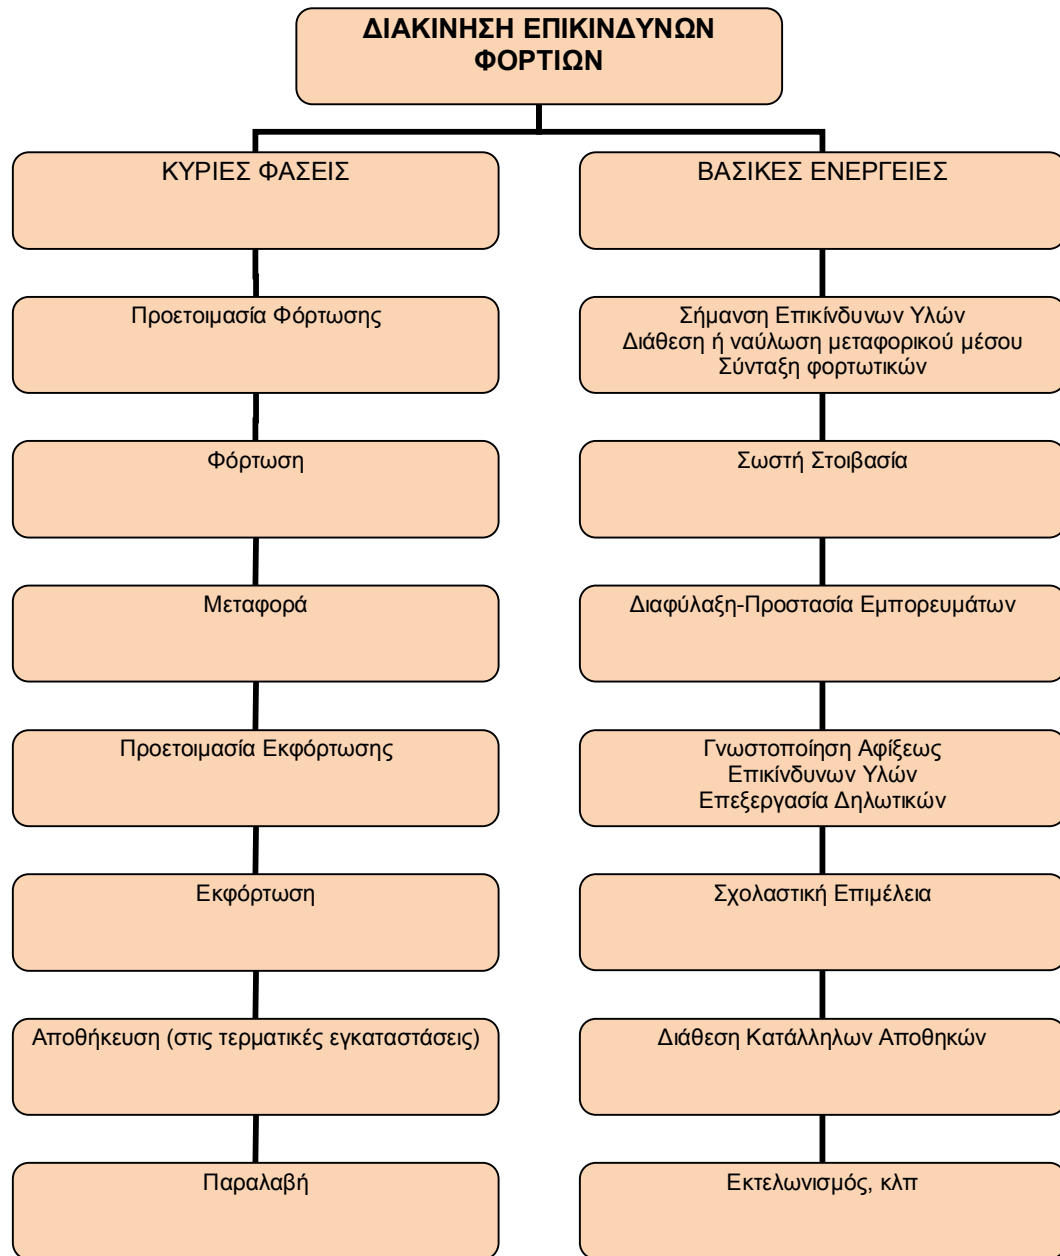 ΔΙΑΚΙΝΗΣΗ ΕΠΙΚΙΝΔΥΝΩΝ
ΦΟΡΤΙΩΝ
ΚΥΡΙΕΣ ΦΑΣΕΙΣ
ΒΑΣΙΚΕΣ ΕΝΕΡΓΕΙΕΣ
Προετοιμασία Φόρτωσης
Σήμανση Επικίνδυνων Υλών
Διάθεση ή ναύλωση μεταφορικού μέσου
Σύνταξη φορτωτικών
Φόρτωση
Σωστή Στοιβασία
Μεταφορά
Διαφύλαξη-Προστασία Εμπορευμάτων
Προετοιμασία Εκφόρτωσης
Γνωστοποίηση Αφίξεως
Επικίνδυνων Υλών
Επεξεργασία Δηλωτικών
Εκφόρτωση
Σχολαστική Επιμέλεια
Αποθήκευση (στις τερματικές εγκαταστάσεις)
Διάθεση Κατάλληλων Αποθηκών
Παραλαβή
Εκτελωνισμός, κλπ